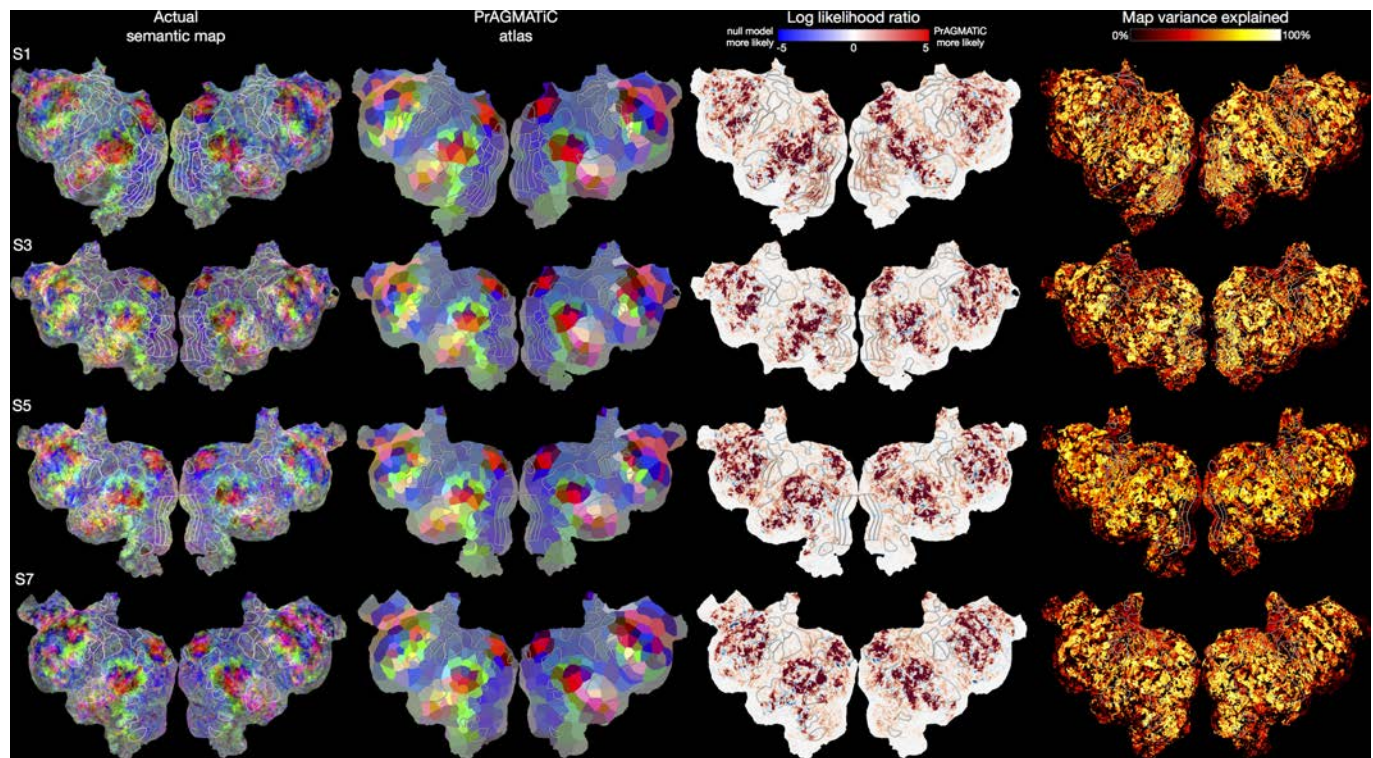 Actual
semantic map
PrAGMATiC
atlas
Log likelihood ratio
null model
more likely
-5
0
5
PrAGMATiC
more likely
Map variance explained
0%
100%
S1
S3
S5
S7